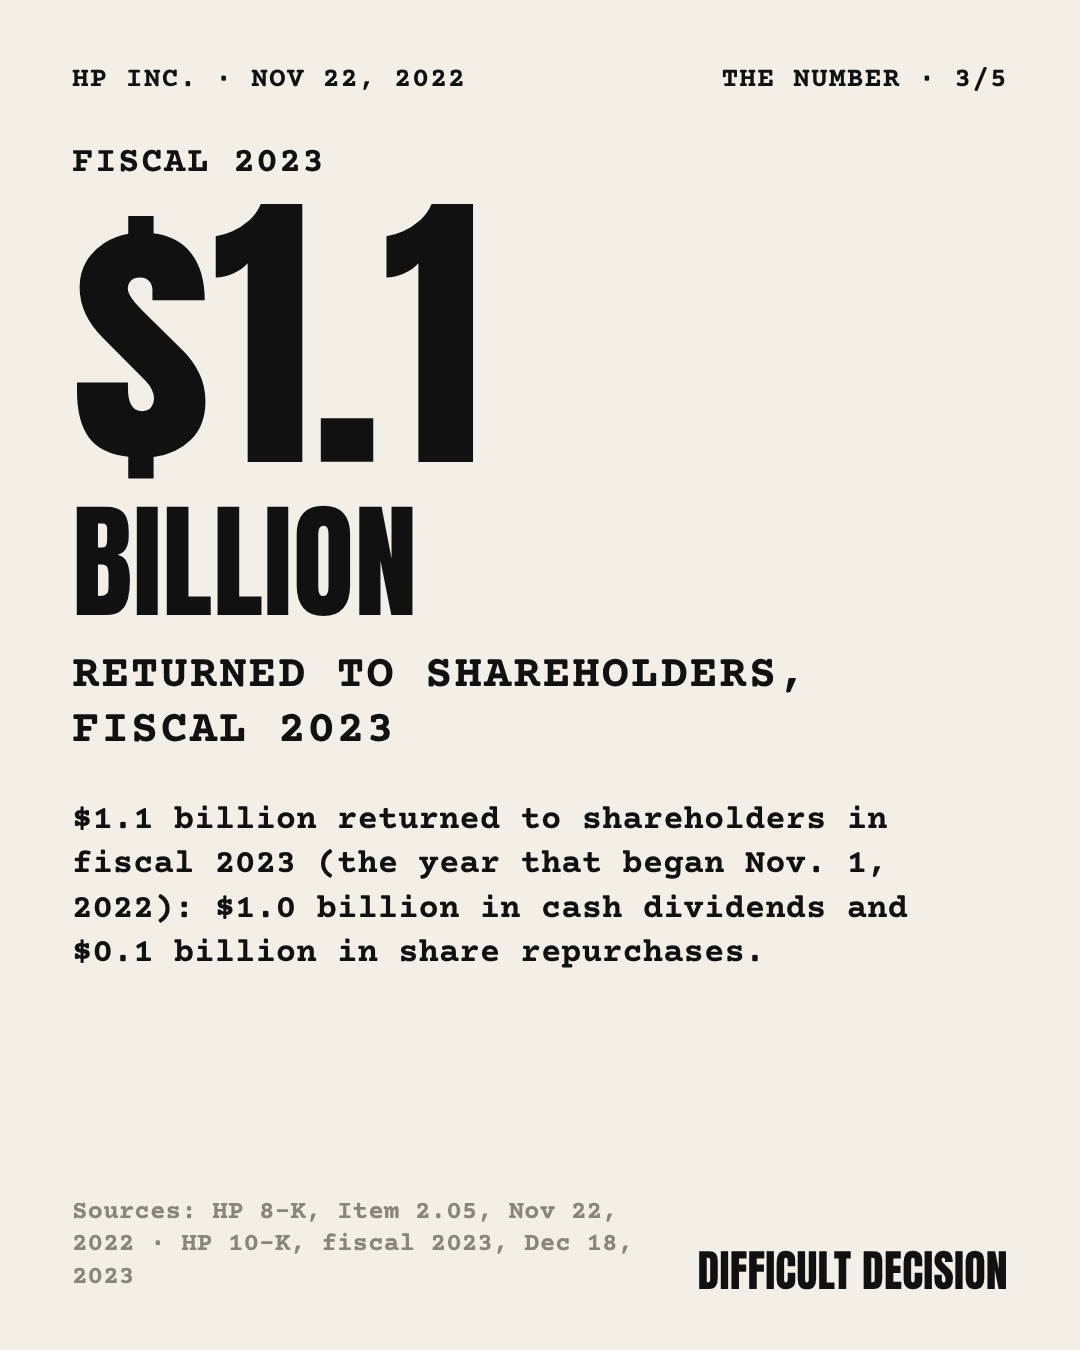 HP INC. · NOV 22, 2022
THE NUMBER · 3/5
FISCAL 2023
$1.1
BILLION
RETURNED TO SHAREHOLDERS,
FISCAL 2023
$1.1 billion returned to shareholders in
fiscal 2023 (the year that began Nov. 1,
2022): $1.0 billion in cash dividends and
$0.1 billion in share repurchases.
Sources: HP 8-K, Item 2.05, Nov 22,
2022 · HP 10-K, fiscal 2023, Dec 18,
2023
DIFFICULT DECISION